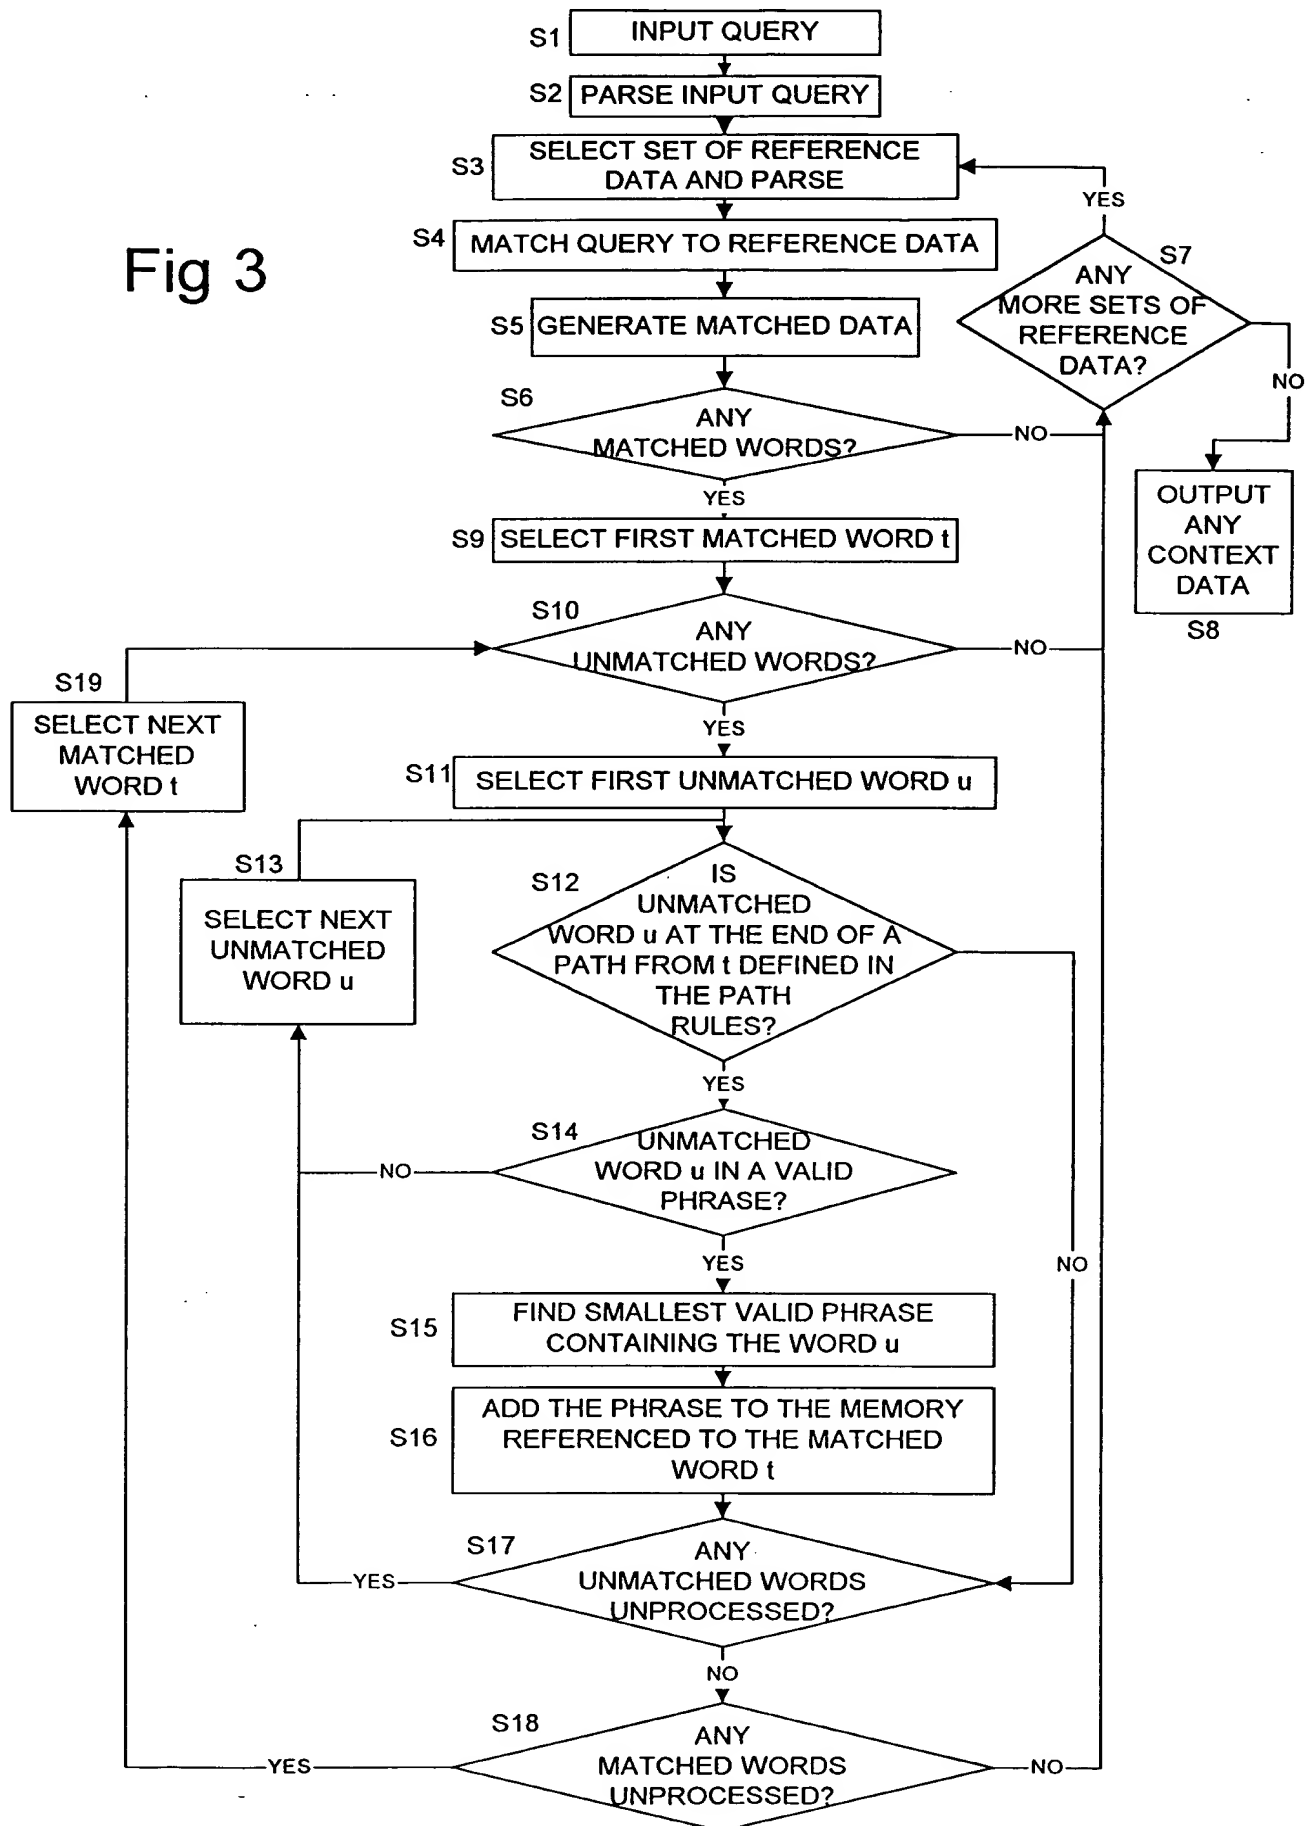 S1
INPUT QUERY
S2
PARSE INPUT QUERY
S3
SELECT SET OF REFERENCE
DATA AND PARSE
YES
S4
MATCH QUERY TO REFERENCE DATA
Fig 3
S7
ANY
MORE SETS OF
REFERENCE
DATA?
S5
GENERATE MATCHED DATA
NO
S6
ANY
MATCHED WORDS?
NO
YES
OUTPUT
ANY
CONTEXT
DATA
S8
S9
SELECT FIRST MATCHED WORD t
S10
ANY
UNMATCHED WORDS?
NO
S19
SELECT NEXT
MATCHED
WORD t
YES
S11
SELECT FIRST UNMATCHED WORD u
S13
SELECT NEXT
UNMATCHED
WORD u
S12
IS
UNMATCHED
WORD u AT THE END OF A
PATH FROM t DEFINED IN
THE PATH
RULES?
YES
S14
UNMATCHED
WORD u IN A VALID
PHRASE?
NO
YES
NO
S15
FIND SMALLEST VALID PHRASE
CONTAINING THE WORD u
S16
ADD THE PHRASE TO THE MEMORY
REFERENCED TO THE MATCHED
WORD t
S17
ANY
UNMATCHED WORDS
UNPROCESSED?
YES
NO
S18
ANY
MATCHED WORDS
UNPROCESSED?
YES
NO